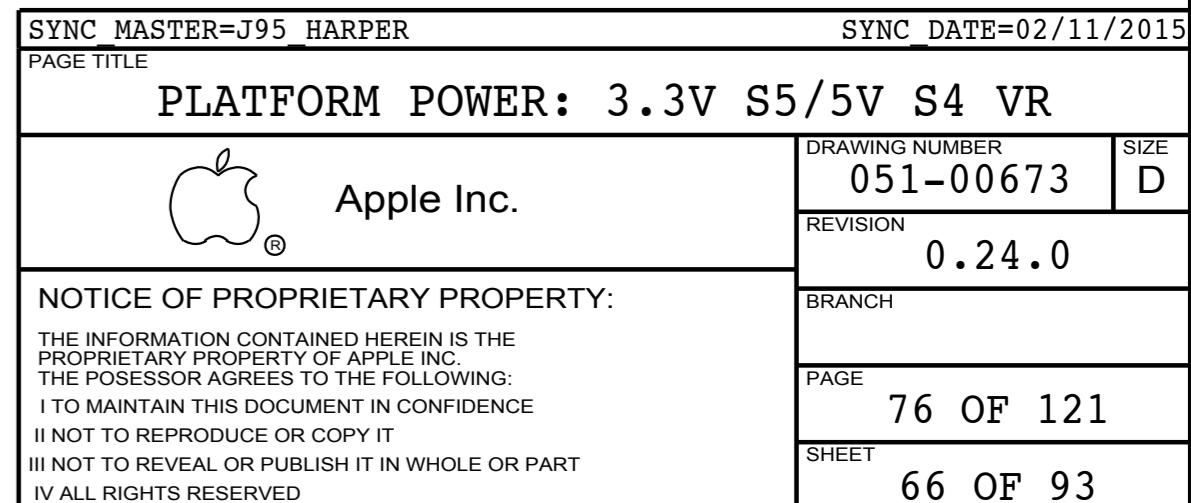 SYNC_MASTER=J95_HARPER SYNC_DATE=02/11/2015
PAGE TITLE
PLATFORM POWER: 3.3V S5/5V S4 VR
Apple Inc.
®
DRAWING NUMBER
051-00673
SIZE
D
REVISION
0.24.0
NOTICE OF PROPRIETARY PROPERTY:
THE INFORMATION CONTAINED HEREIN IS THE
PROPRIETARY PROPERTY OF APPLE INC.
THE POSESSOR AGREES TO THE FOLLOWING:
I TO MAINTAIN THIS DOCUMENT IN CONFIDENCE
II NOT TO REPRODUCE OR COPY IT
III NOT TO REVEAL OR PUBLISH IT IN WHOLE OR PART
IV ALL RIGHTS RESERVED
BRANCH
PAGE
76 OF 121
SHEET
66 OF 93